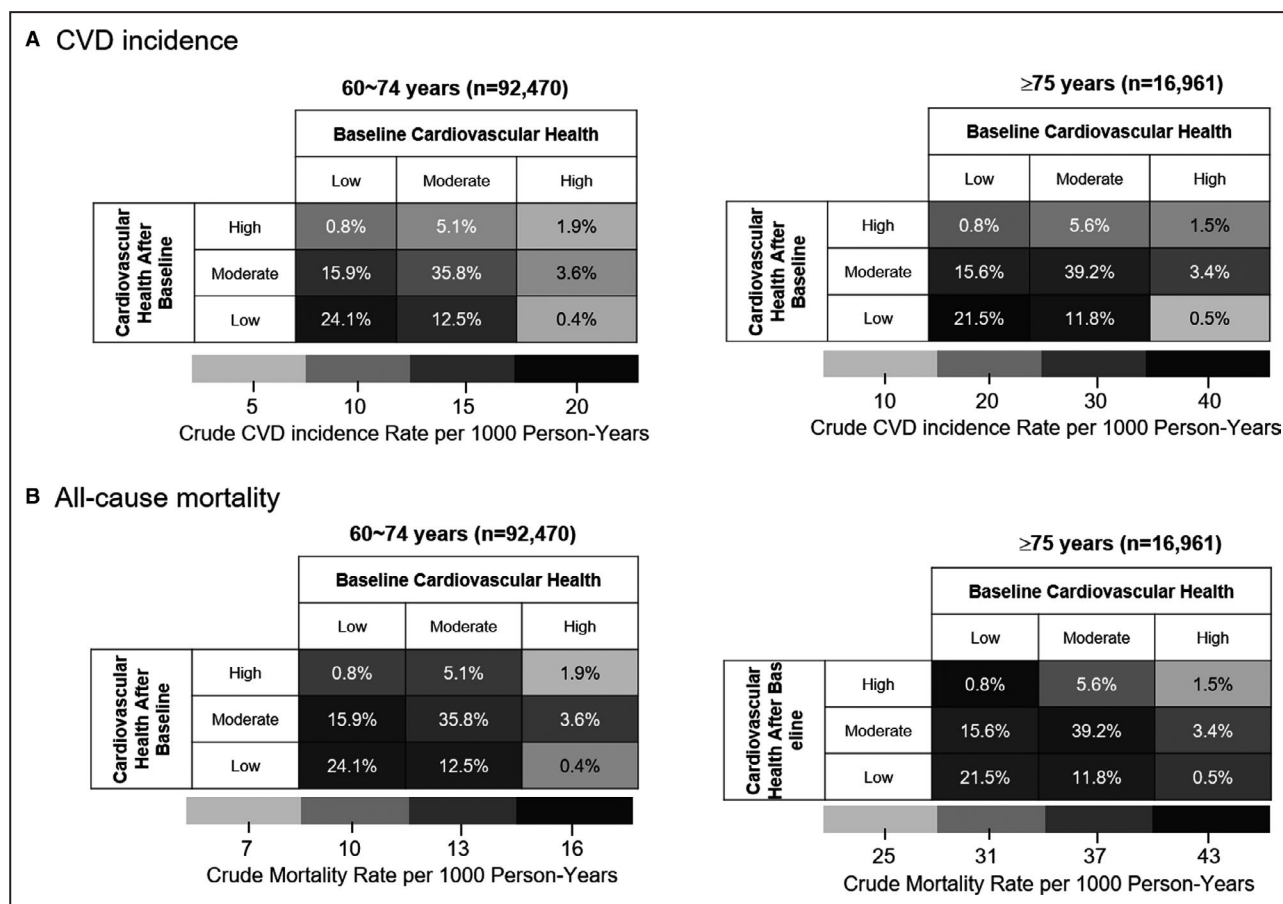 A CVD incidence
60~74 years (n=92,470)
Baseline Cardiovascular Health
Low Moderate High
Cardiovascular
Health After
Baseline
High 0.8% 5.1% 1.9%
Moderate 15.9% 35.8% 3.6%
Low 24.1% 12.5% 0.4%
5 10 15 20
Crude CVD incidence Rate per 1000 Person-Years
≥75 years (n=16,961)
Baseline Cardiovascular Health
Low Moderate High
Cardiovascular
Health After
Baseline
High 0.8% 5.6% 1.5%
Moderate 15.6% 39.2% 3.4%
Low 21.5% 11.8% 0.5%
10 20 30 40
Crude CVD incidence Rate per 1000 Person-Years
B All-cause mortality
60~74 years (n=92,470)
Baseline Cardiovascular Health
Low Moderate High
Cardiovascular
Health After
Baseline
High 0.8% 5.1% 1.9%
Moderate 15.9% 35.8% 3.6%
Low 24.1% 12.5% 0.4%
7 10 13 16
Crude Mortality Rate per 1000 Person-Years
≥75 years (n=16,961)
Baseline Cardiovascular Health
Low Moderate High
Cardiovascular
Health After Bas
eline
High 0.8% 5.6% 1.5%
Moderate 15.6% 39.2% 3.4%
Low 21.5% 11.8% 0.5%
25 31 37 43
Crude Mortality Rate per 1000 Person-Years